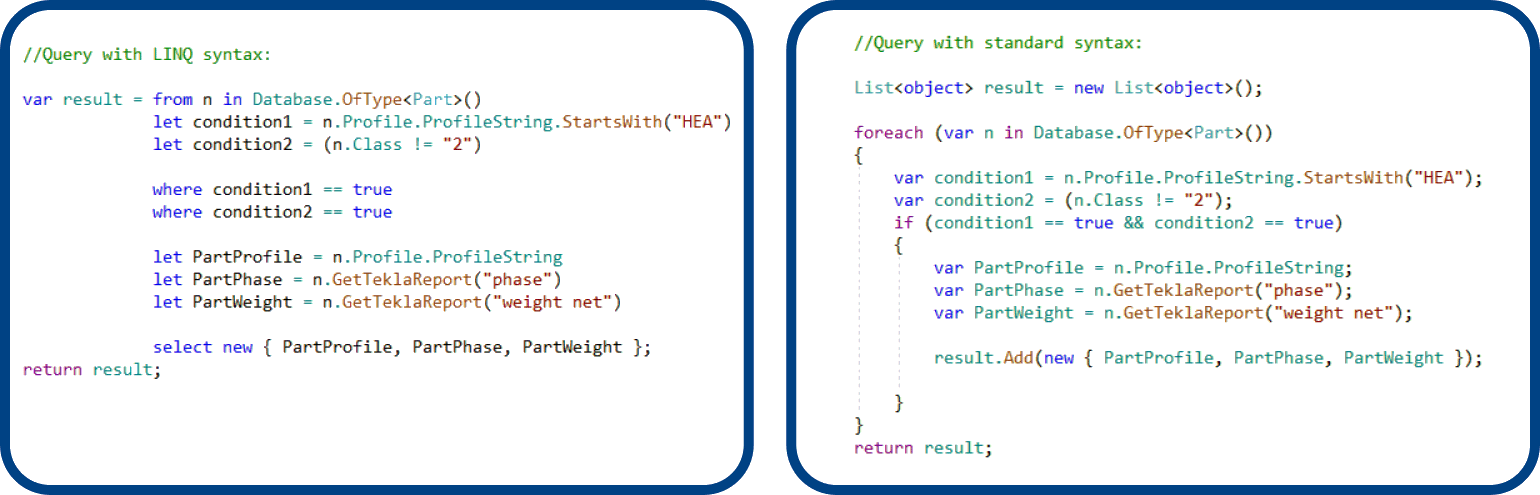 //Query with LINQ syntax:
var result = from n in Database.OfType<Part>()
let condition1 = n.Profile.ProfileString.StartsWith("HEA")
let condition2 = (n.Class != "2")
where condition1 == true
where condition2 == true
let PartProfile = n.Profile.ProfileString
let PartPhase = n.GetTeklaReport("phase")
let PartWeight = n.GetTeklaReport("weight net")
select new { PartProfile, PartPhase, PartWeight };
return result;
//Query with standard syntax:
List<object> result = new List<object>();
foreach (var n in Database.OfType<Part>())
{
var condition1 = n.Profile.ProfileString.StartsWith("HEA");
var condition2 = (n.Class != "2");
if (condition1 == true && condition2 == true)
{
var PartProfile = n.Profile.ProfileString;
var PartPhase = n.GetTeklaReport("phase");
var PartWeight = n.GetTeklaReport("weight net");
result.Add(new { PartProfile, PartPhase, PartWeight });
}
}
return result;